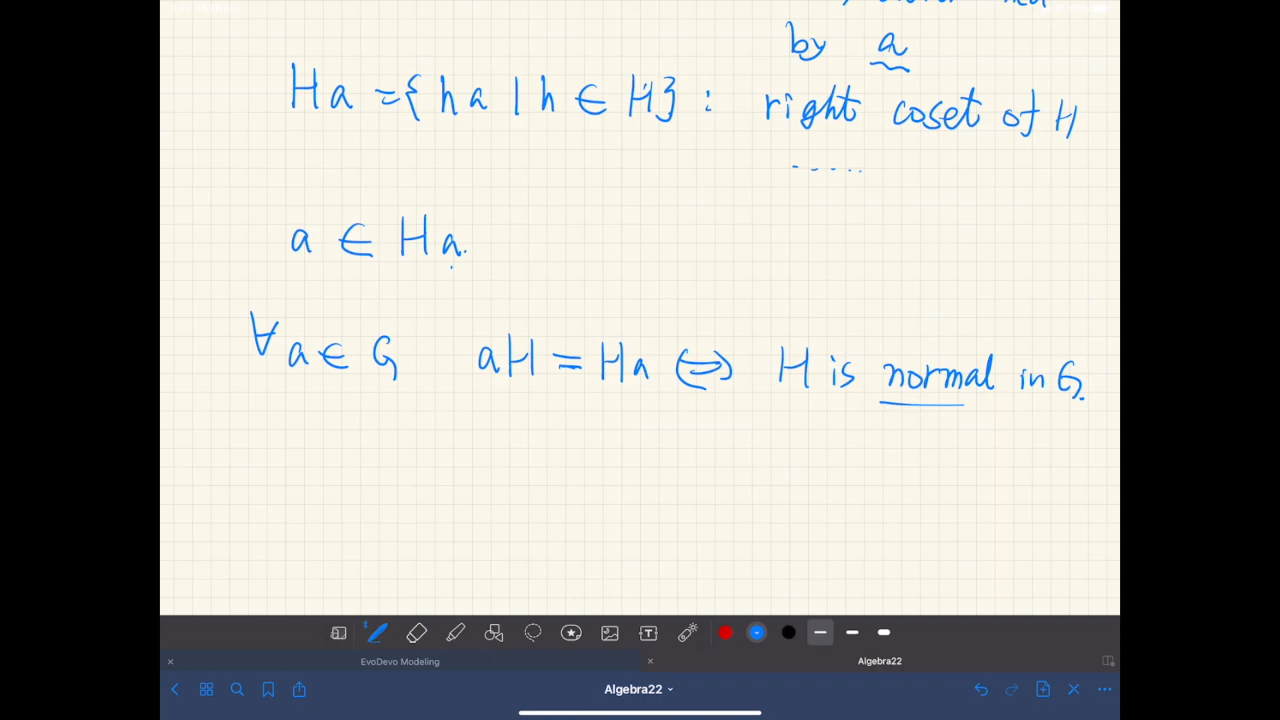 by a
Ha = {ha | h ∈ H} : right coset of H
.....
a ∈ Ha.
∀a ∈ G aH = Ha ⇔ H is normal in G.
EvoDevo Modeling
Algebra22
Algebra22